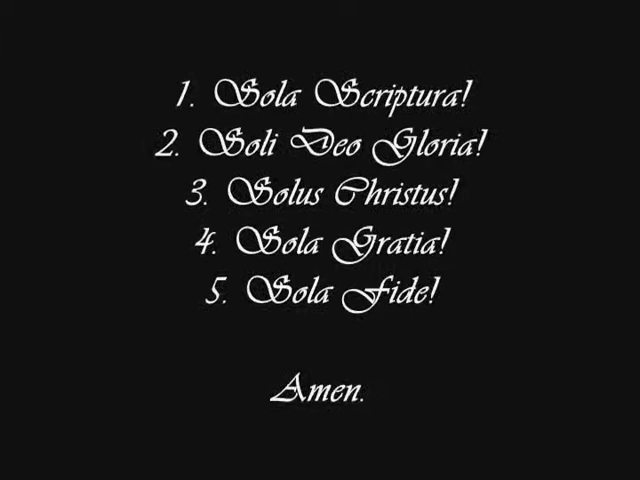 1. Sola Scriptura!
2. Soli Deo Gloria!
3. Solus Christus!
4. Sola Gratia!
5. Sola Fide!
Amen.